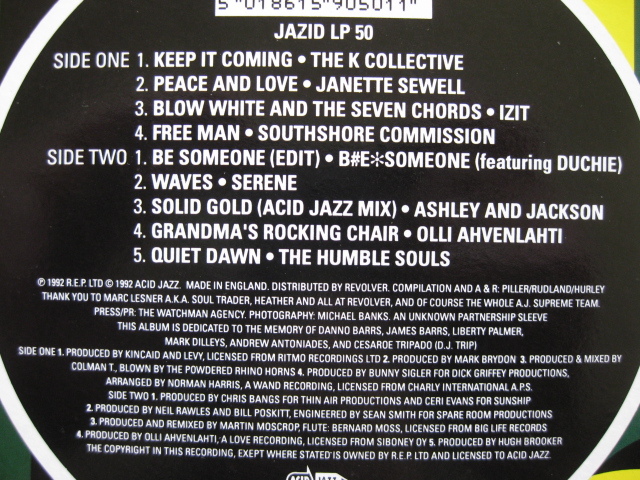 5 "018615"905011"
JAZID LP 50
SIDE ONE 1. KEEP IT COMING • THE K COLLECTIVE
2. PEACE AND LOVE • JANETTE SEWELL
3. BLOW WHITE AND THE SEVEN CHORDS • IZIT
4. FREE MAN • SOUTHSHORE COMMISSION
SIDE TWO 1. BE SOMEONE (EDIT) • B#E*SOMEONE (featuring DUCHIE)
2. WAVES • SERENE
3. SOLID GOLD (ACID JAZZ MIX) • ASHLEY AND JACKSON
4. GRANDMA'S ROCKING CHAIR • OLLI AHVENLAHTI
5. QUIET DAWN • THE HUMBLE SOULS
℗ 1992 R.E.P. LTD © 1992 ACID JAZZ. MADE IN ENGLAND. DISTRIBUTED BY REVOLVER. COMPILATION AND A & R: PILLER/RUDLAND/HURLEY
THANK YOU TO MARC LESNER A.K.A. SOUL TRADER, HEATHER AND ALL AT REVOLVER, AND OF COURSE THE WHOLE A.J. SUPREME TEAM.
PRESS/PR: THE WATCHMAN AGENCY. PHOTOGRAPHY: MICHAEL BANKS. AN UNKNOWN PARTNERSHIP SLEEVE
THIS ALBUM IS DEDICATED TO THE MEMORY OF DANNO BARRS, JAMES BARRS, LIBERTY PALMER,
MARK DILLEYS, ANDREW ANTONIADES, AND CESAROE TRIPADO (D.J. TRIP)
SIDE ONE 1. PRODUCED BY KINCAID AND LEVY, LICENSED FROM RITMO RECORDINGS LTD 2. PRODUCED BY MARK BRYDON 3. PRODUCED & MIXED BY
COLMAN T., BLOWN BY THE POWDERED RHINO HORNS 4. PRODUCED BY BUNNY SIGLER FOR DICK GRIFFEY PRODUCTIONS,
ARRANGED BY NORMAN HARRIS, A WAND RECORDING, LICENSED FROM CHARLY INTERNATIONAL A.P.S.
SIDE TWO 1. PRODUCED BY CHRIS BANGS FOR THIN AIR PRODUCTIONS AND CERI EVANS FOR SUNSHIP
2. PRODUCED BY NEIL RAWLES AND BILL POSKITT, ENGINEERED BY SEAN SMITH FOR SPARE ROOM PRODUCTIONS
3. PRODUCED AND REMIXED BY MARTIN MOSCROP, FLUTE: BERNARD MOSS, LICENSED FROM BIG LIFE RECORDS
4. PRODUCED BY OLLI AHVENLAHTI, A LOVE RECORDING, LICENSED FROM SIBONEY OY 5. PRODUCED BY HUGH BROOKER
THE COPYRIGHT IN THIS RECORDING, EXEPT WHERE STATED IS OWNED BY R.E.P LTD AND LICENSED TO ACID JAZZ.
ACID JAZZ